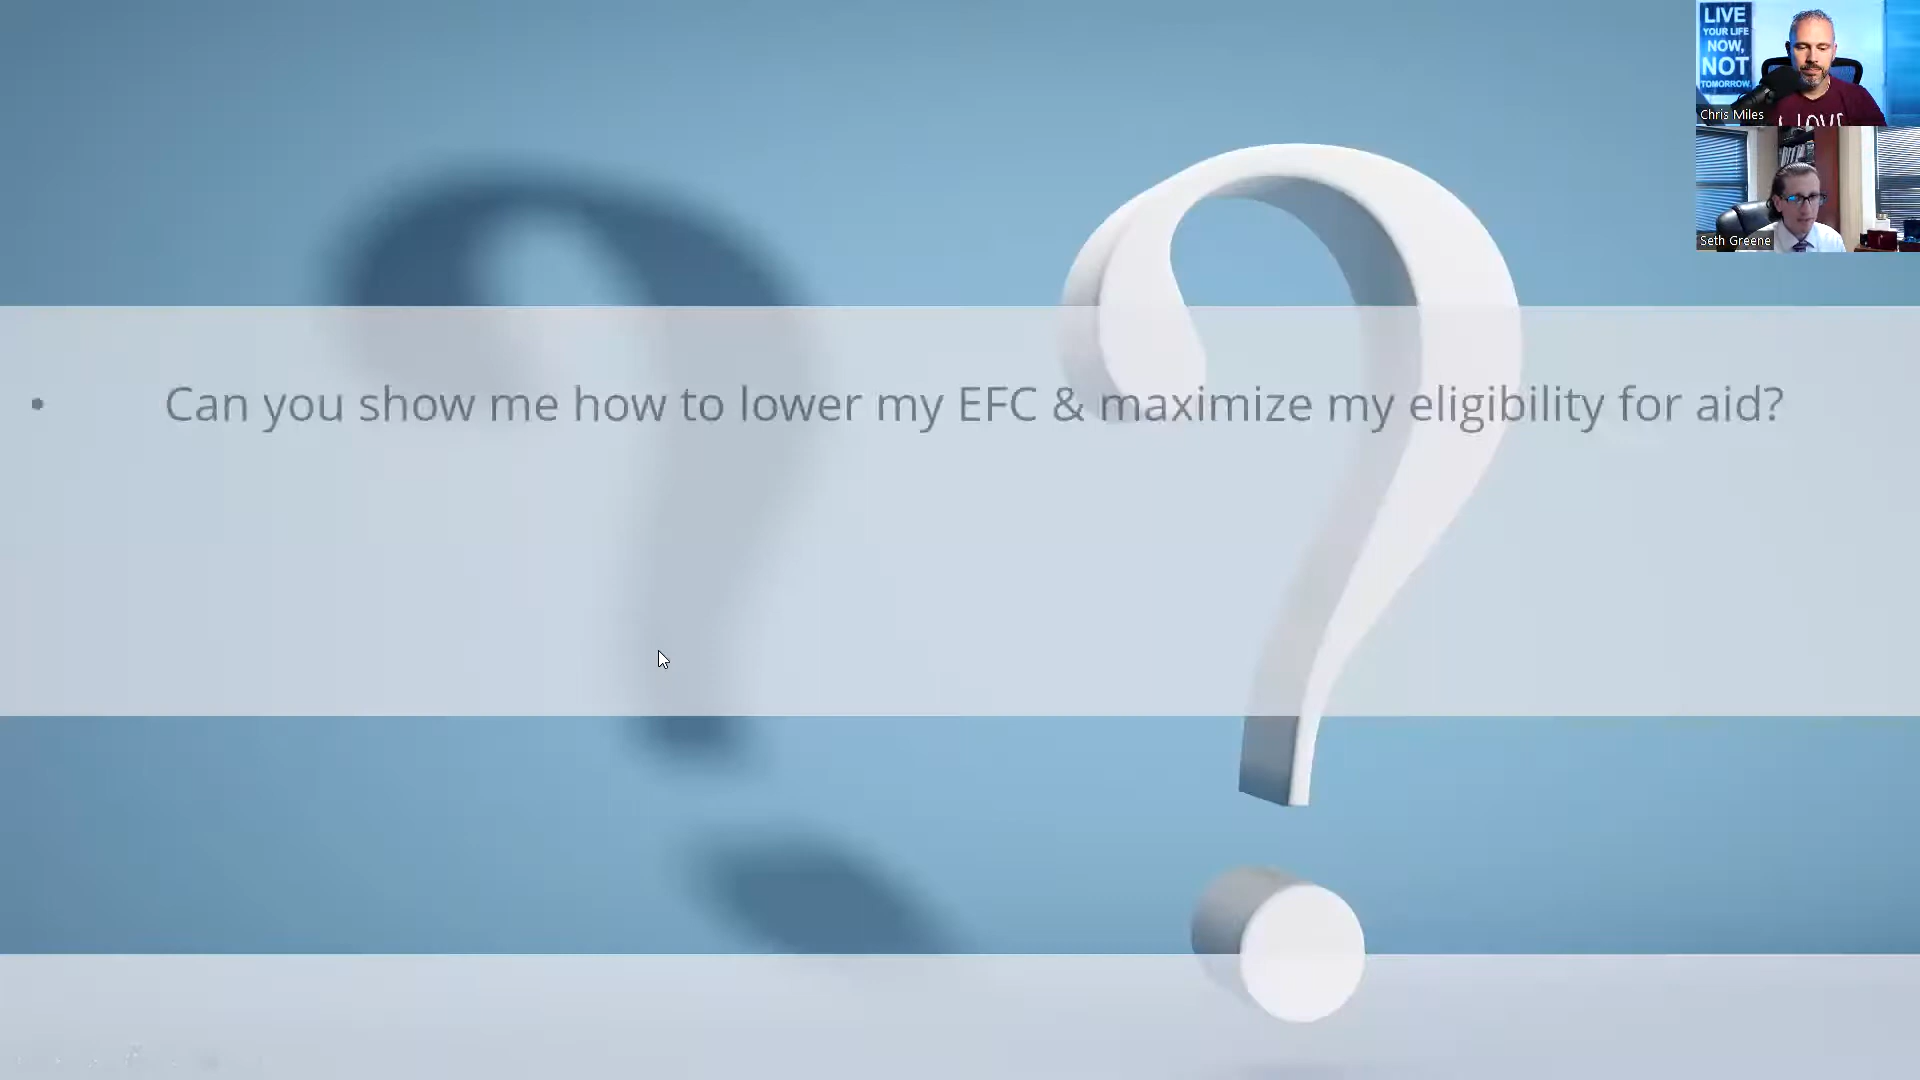 LIVE
YOUR LIFE
NOW,
NOT
TOMORROW.
Chris Miles
I LOVE
Seth Greene
• Can you show me how to lower my EFC & maximize my eligibility for aid?